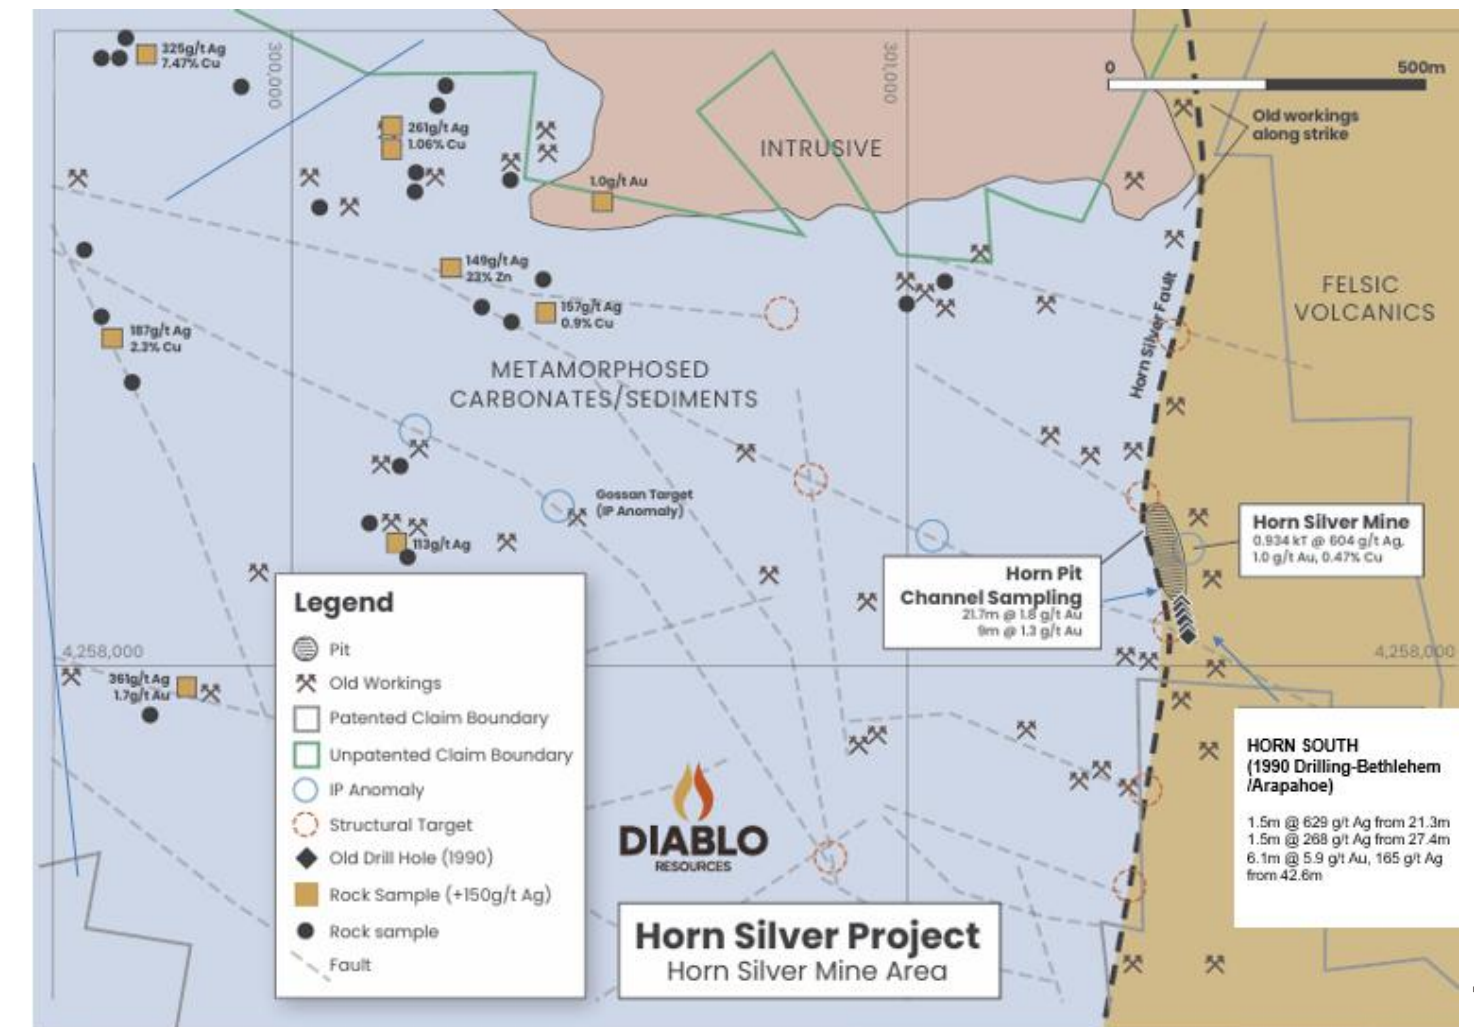 325g/t Ag
7.47% Cu
300,000
301,000
0
500m
Old workings
along strike
261g/t Ag
1.06% Cu
INTRUSIVE
1.0g/t Au
149g/t Ag
23% Zn
157g/t Ag
0.9% Cu
187g/t Ag
2.3% Cu
FELSIC
VOLCANICS
Horn Silver Fault
METAMORPHOSED
CARBONATES/SEDIMENTS
Gossan Target
(IP Anomaly)
113g/t Ag
Horn Silver Mine
0.934 kT @ 604 g/t Ag,
1.0 g/t Au, 0.47% Cu
Horn Pit
Channel Sampling
21.7m @ 1.8 g/t Au
9m @ 1.3 g/t Au
4,258,000
4,258,000
361g/t Ag
1.7g/t Au
Legend
Pit
Old Workings
Patented Claim Boundary
Unpatented Claim Boundary
IP Anomaly
Structural Target
Old Drill Hole (1990)
Rock Sample (+150g/t Ag)
Rock sample
Fault
HORN SOUTH
(1990 Drilling-Bethlehem
/Arapahoe)
1.5m @ 629 g/t Ag from 21.3m
1.5m @ 268 g/t Ag from 27.4m
6.1m @ 5.9 g/t Au, 165 g/t Ag
from 42.6m
DIABLO
RESOURCES
Horn Silver Project
Horn Silver Mine Area